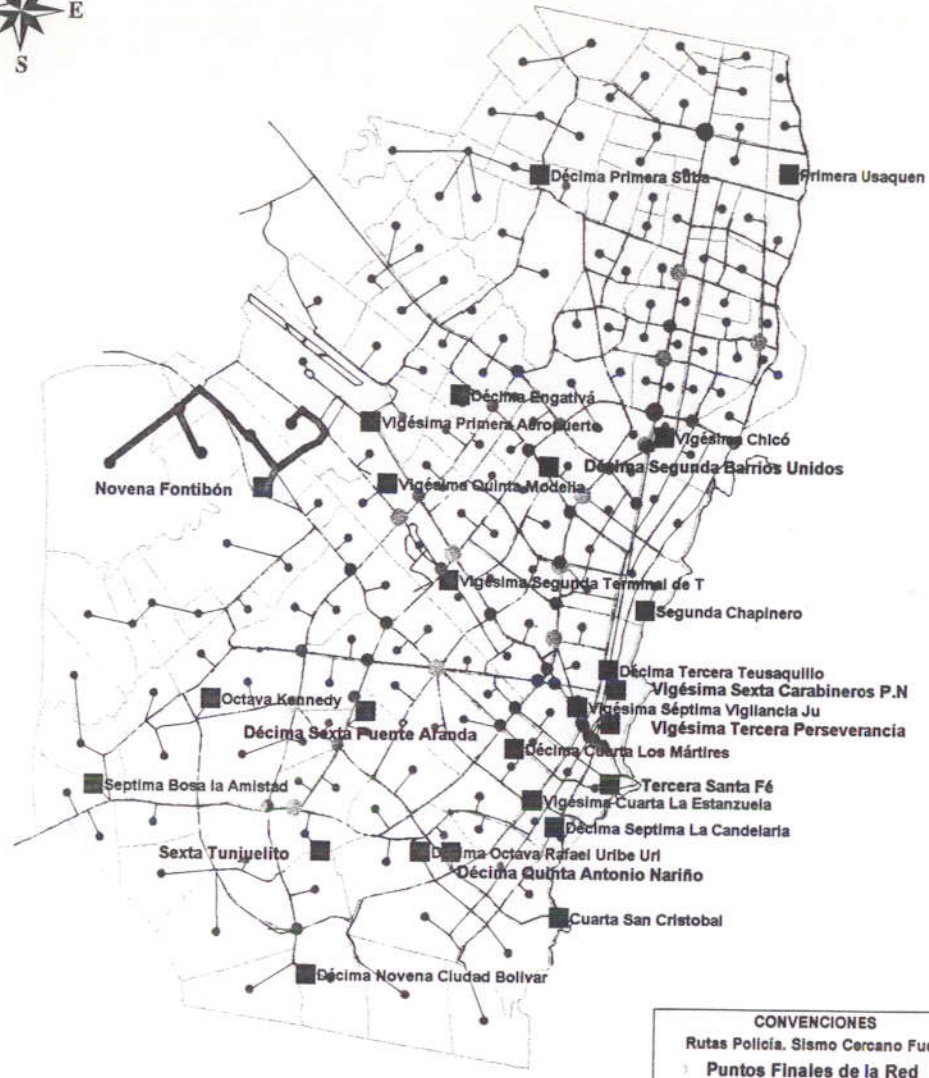 E
S
Décima Primera Suba
Primera Usaquen
Décima Engativá
Vigésima Primera Aeropuerto
Vigésima Chicó
Décima Segunda Barrios Unidos
Novena Fontibón
Vigésima Quinta Modelia
Vigésima Segunda Terminal de T
Segunda Chapinero
Décima Tercera Teusaquillo
Vigésima Sexta Carabineros P.N
Octava Kennedy
Vigésima Séptima Vigilancia Ju
Décima Sexta Puente Aranda
Vigésima Tercera Perseverancia
Décima Cuarta Los Mártires
Septima Bosa la Amistad
Tercera Santa Fé
Vigésima Cuarta La Estanzuela
Décima Septima La Candelaria
Sexta Tunjuelito
Décima Octava Rafael Uribe Uri
Décima Quinta Antonio Nariño
Cuarta San Cristobal
Décima Novena Ciudad Bolivar
CONVENCIONES
Rutas Policía. Sismo Cercano Fue
Puntos Finales de la Red